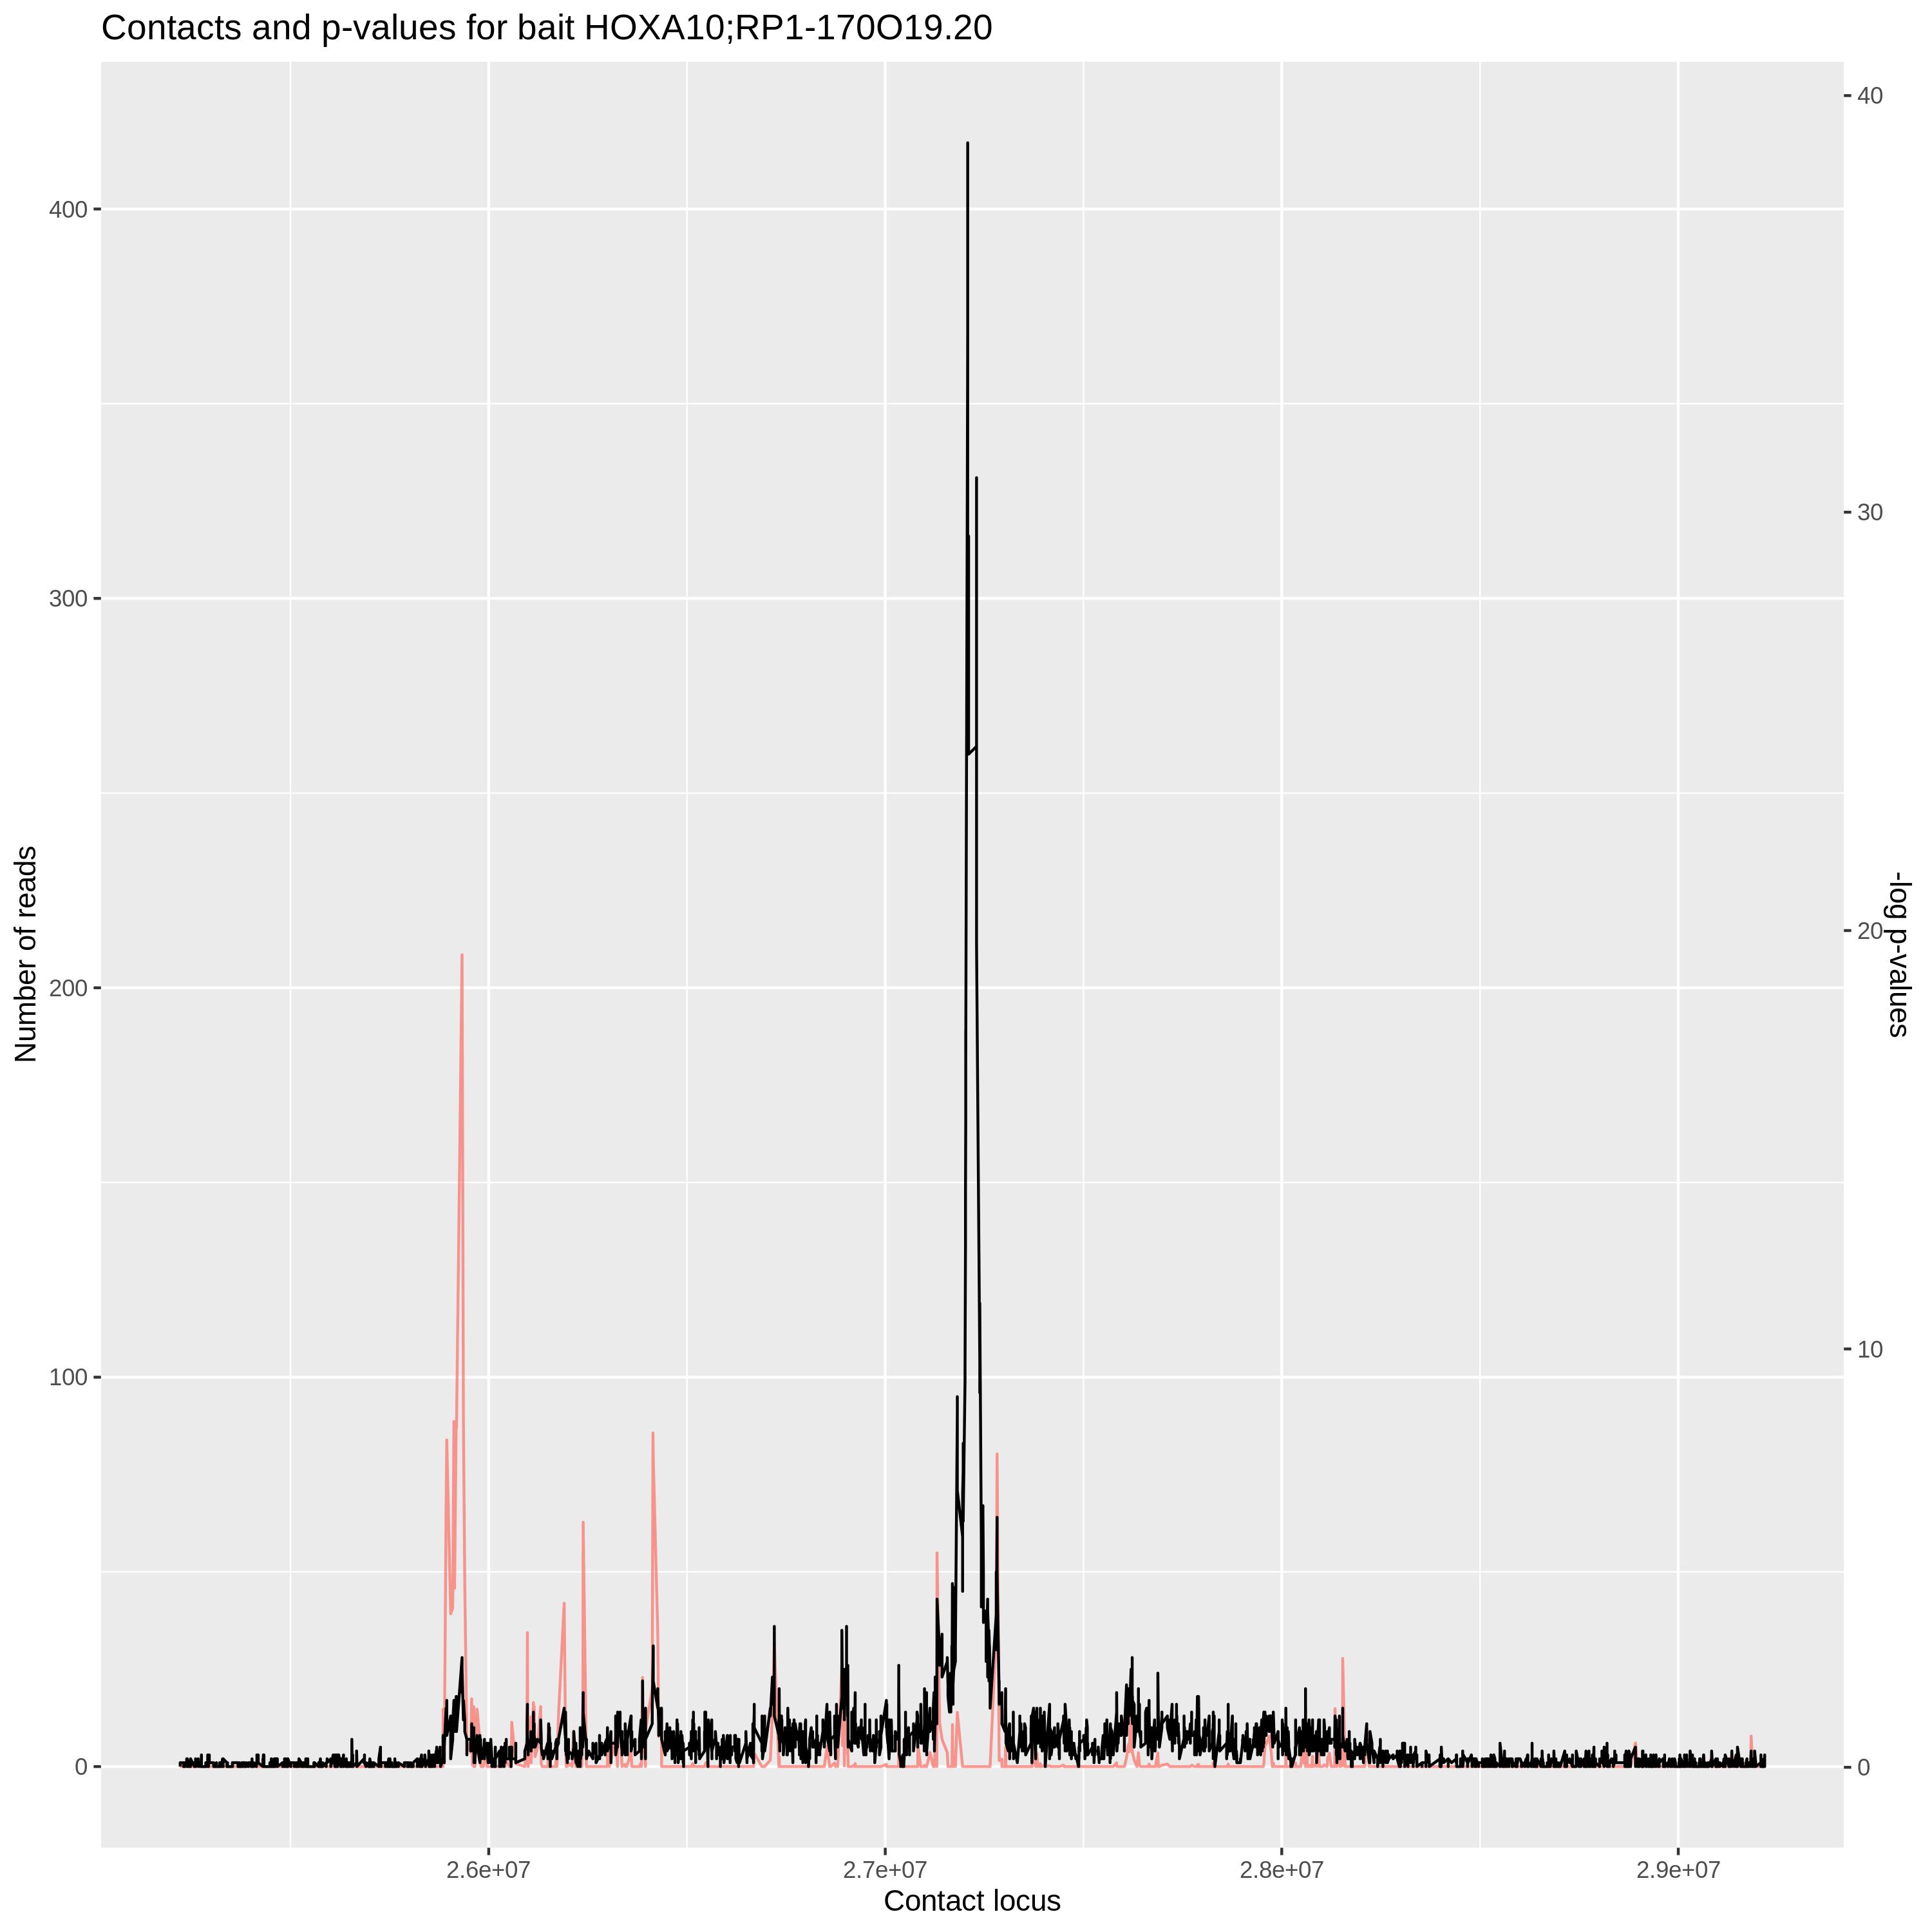 Contacts and p-values for bait HOXA10;RP1-170O19.20
40
400
30
300
Number of reads
-log p-values
20
200
10
100
0
0
2.6e+07
2.7e+07
2.8e+07
2.9e+07
Contact locus